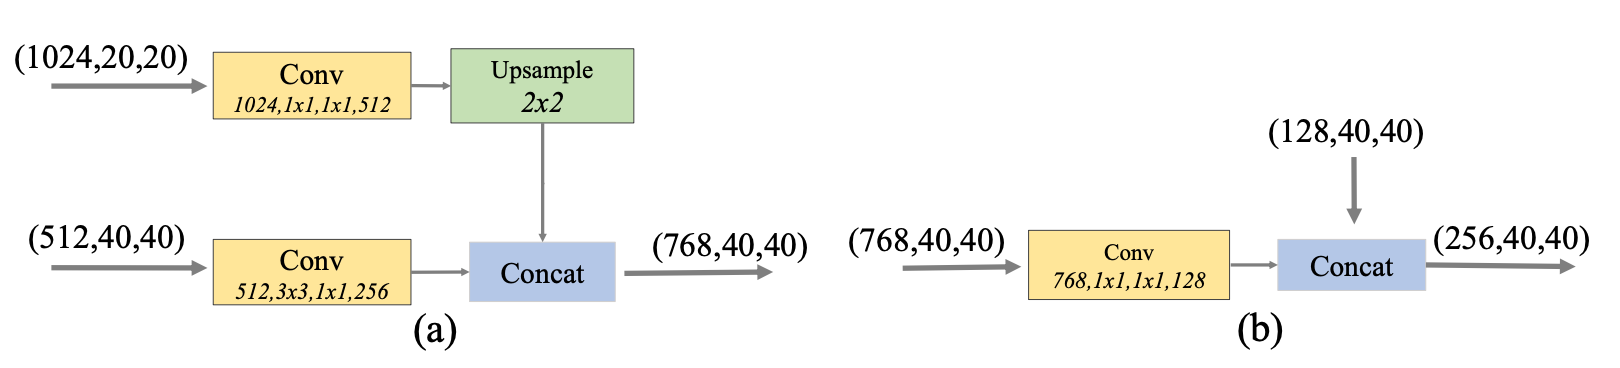 (1024,20,20)
Conv
1024,1x1,1x1,512
Upsample
2x2
(512,40,40)
Conv
512,3x3,1x1,256
Concat
(768,40,40)
(a)
(128,40,40)
(768,40,40)
Conv
768,1x1,1x1,128
Concat
(256,40,40)
(b)